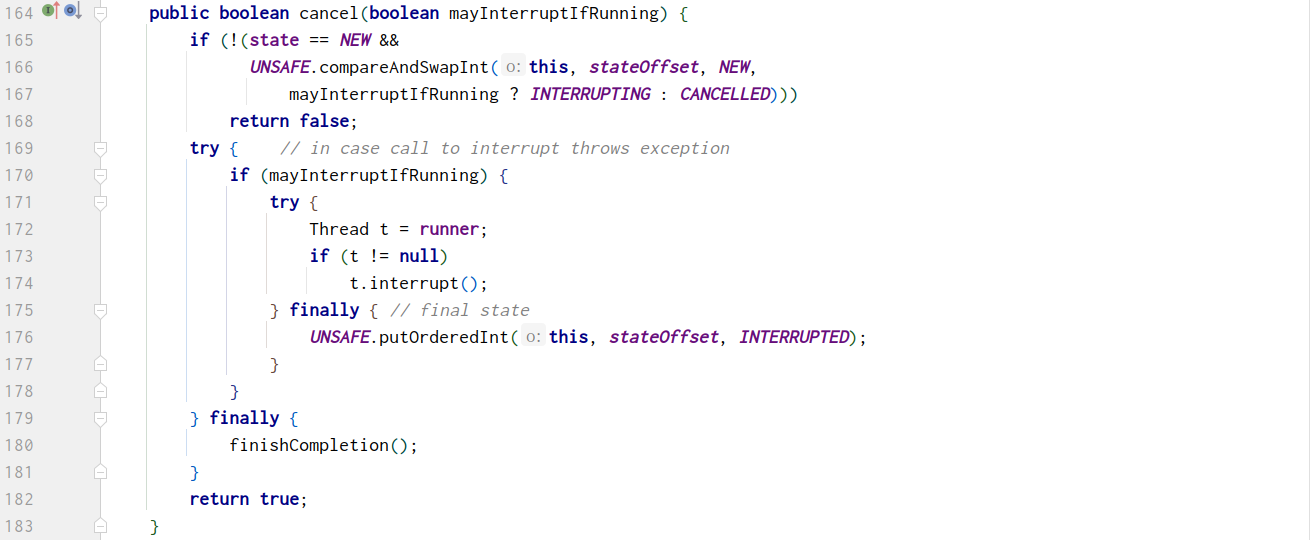 164 public boolean cancel(boolean mayInterruptIfRunning) {
165 if (!(state == NEW &&
166 UNSAFE.compareAndSwapInt( o: this, stateOffset, NEW,
167 mayInterruptIfRunning ? INTERRUPTING : CANCELLED)))
168 return false;
169 try {    // in case call to interrupt throws exception
170 if (mayInterruptIfRunning) {
171 try {
172 Thread t = runner;
173 if (t != null)
174 t.interrupt();
175 } finally { // final state
176 UNSAFE.putOrderedInt( o: this, stateOffset, INTERRUPTED);
177 }
178 }
179 } finally {
180 finishCompletion();
181 }
182 return true;
183 }